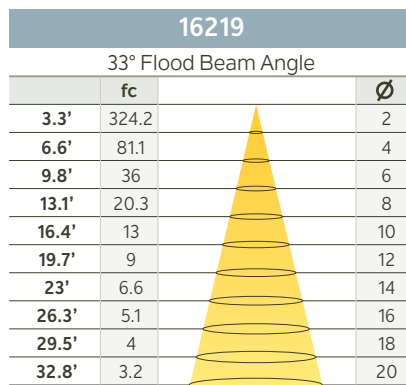 16219
33° Flood Beam Angle
fc Ø
3.3’ 324.2 2
6.6’ 81.1 4
9.8’ 36 6
13.1’ 20.3 8
16.4’ 13 10
19.7’ 9 12
23’ 6.6 14
26.3’ 5.1 16
29.5’ 4 18
32.8’ 3.2 20